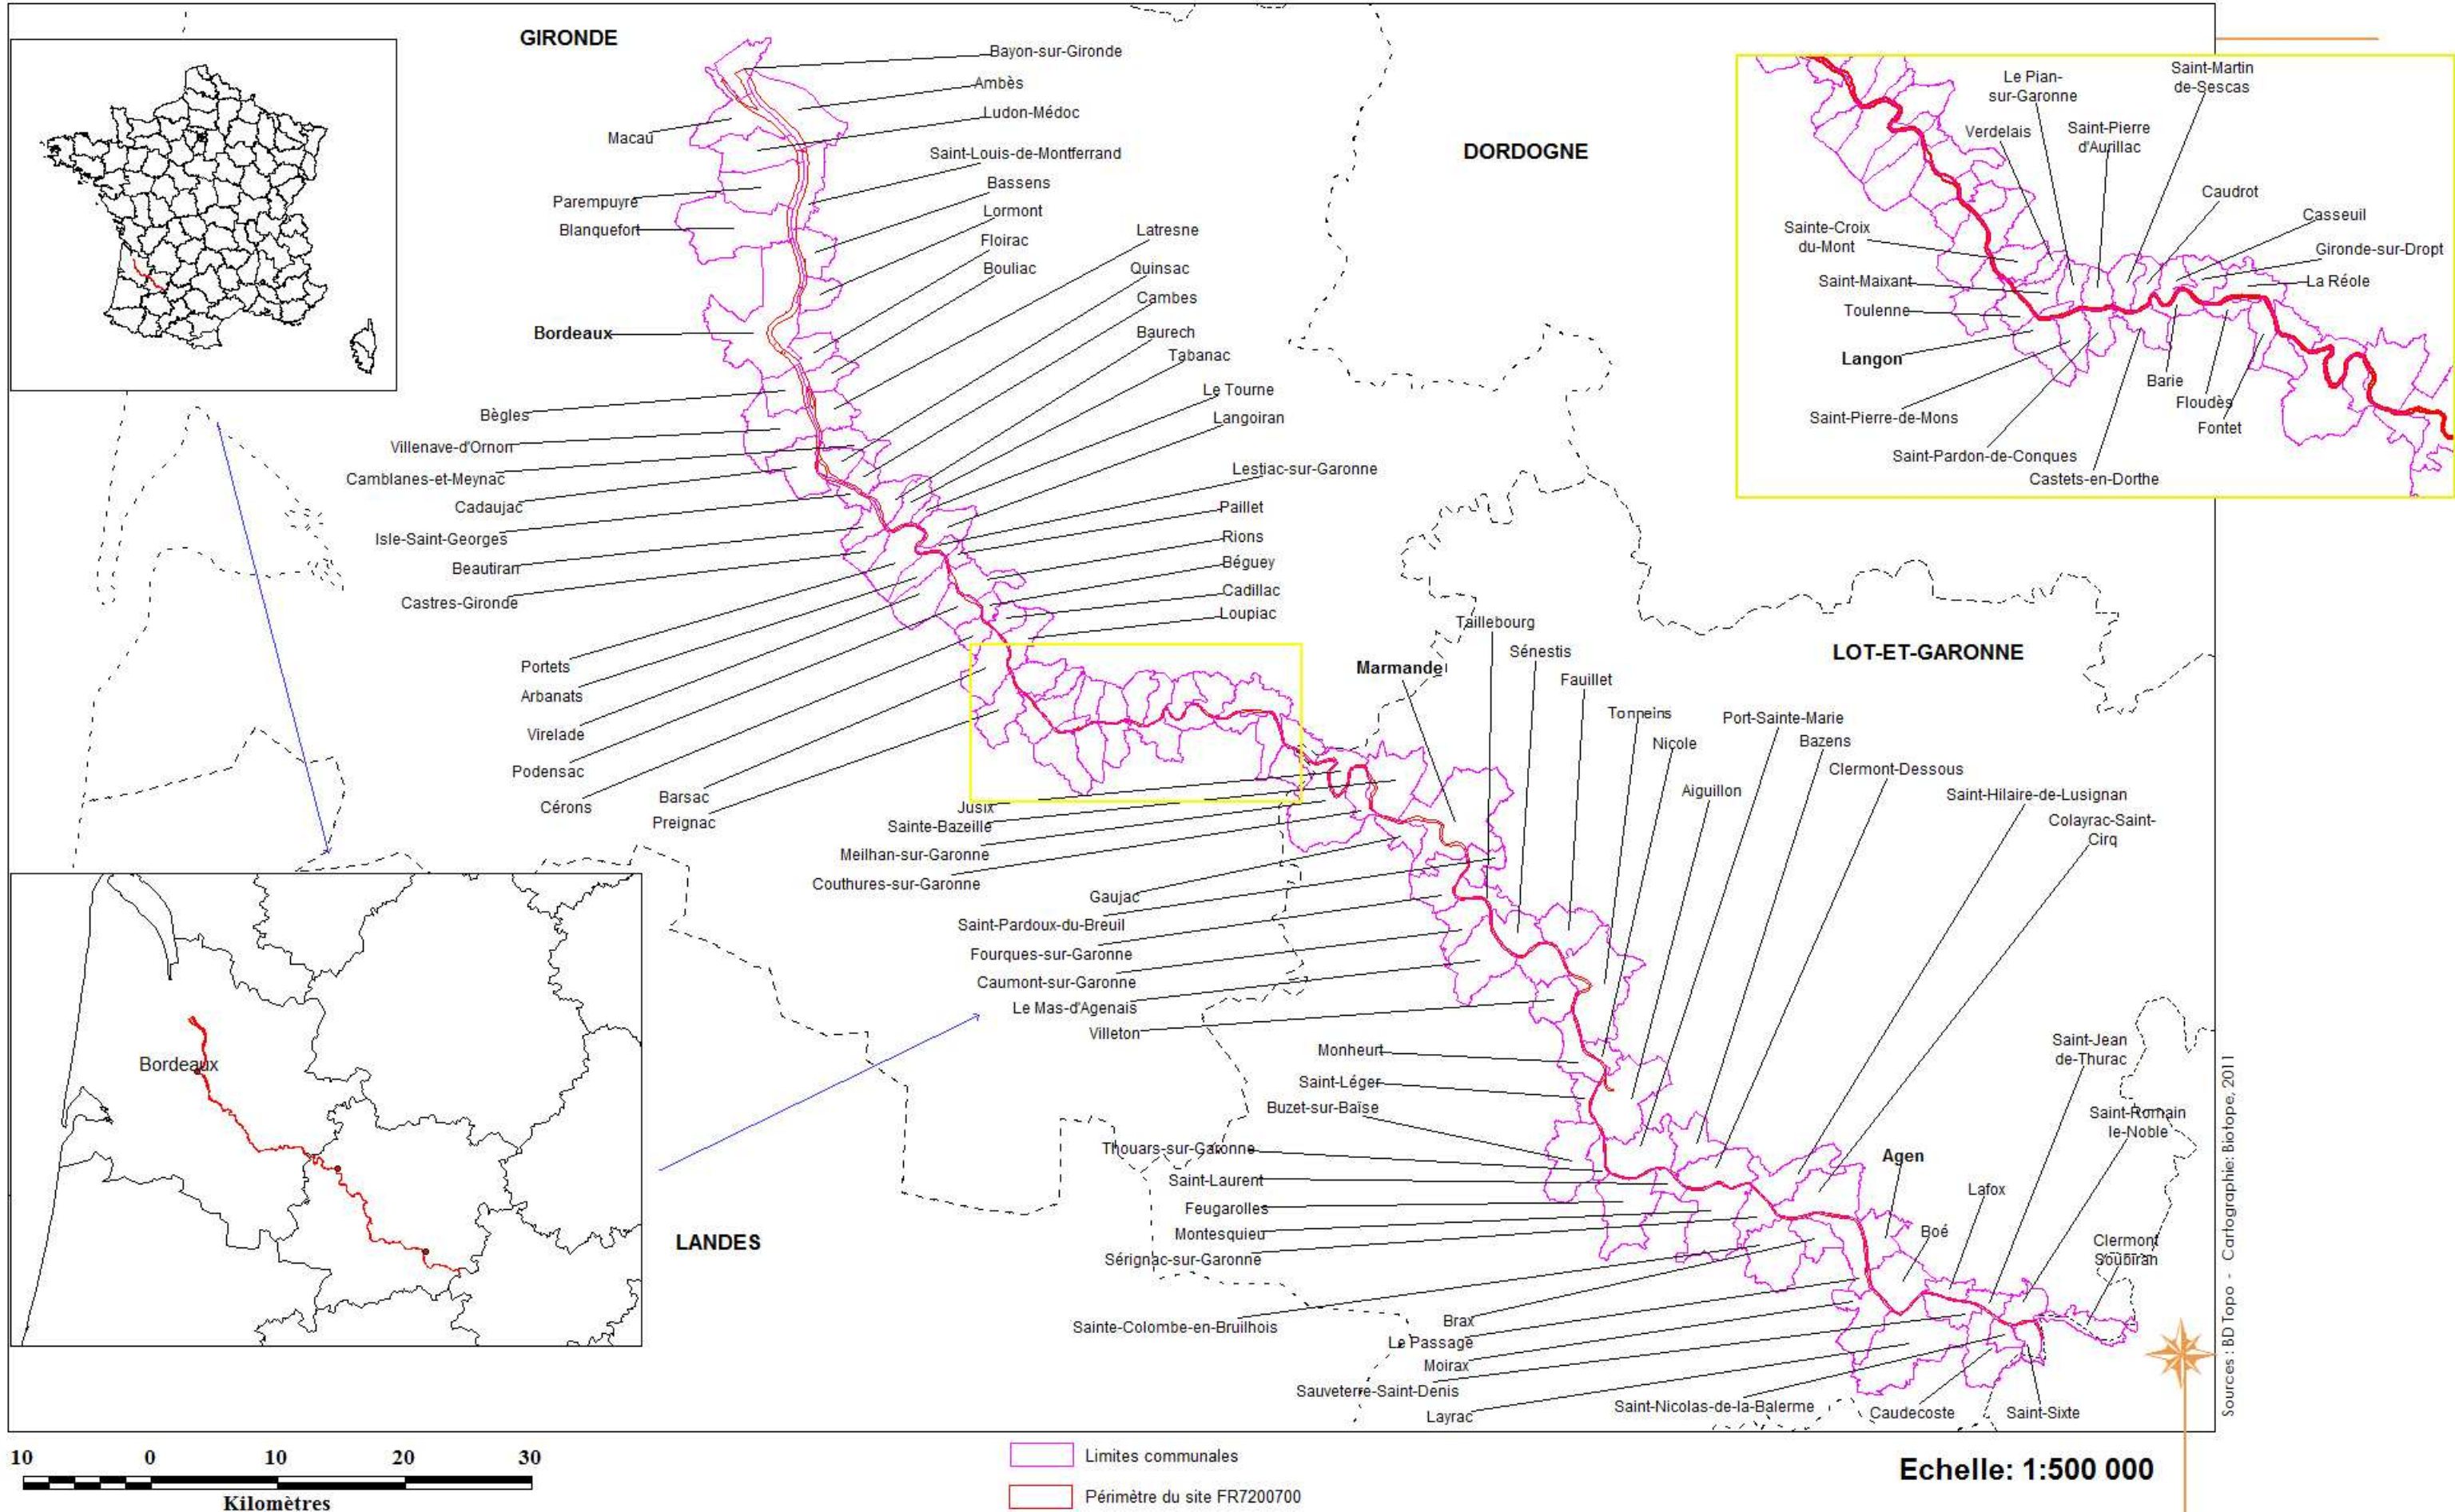 GIRONDE
Bayon-sur-Gironde
Ambès
Ludon-Médoc
Macau
Saint-Louis-de-Montferrand
Bassens
Parempuyre
Lormont
Blanquefort
Floirac
Latresne
Bouliac
Quinsac
Cambes
Bordeaux
Baurech
Tabanac
Le Tourne
Bègles
Langoiran
Villenave-d'Ornon
Camblanes-et-Meynac
Lestiac-sur-Garonne
Cadaujac
Paillet
Isle-Saint-Georges
Rions
Beautiran
Béguey
Castres-Gironde
Cadillac
Loupiac
Portets
Arbanats
Virelade
Podensac
Cérons
Barsac
Preignac
DORDOGNE
Le Pian-
sur-Garonne
Saint-Martin
de-Sescas
Verdelais
Saint-Pierre
d'Aurillac
Caudrot
Casseuil
Sainte-Croix
du-Mont
Gironde-sur-Dropt
Saint-Maixant
La Réole
Toulenne
Langon
Barie
Floudès
Saint-Pierre-de-Mons
Fontet
Saint-Pardon-de-Conques
Castets-en-Dorthe
LOT-ET-GARONNE
Taillebourg
Sénestis
Marmande
Fauillet
Tonneins
Port-Sainte-Marie
Nicole
Bazens
Clermont-Dessous
Aiguillon
Saint-Hilaire-de-Lusignan
Colayrac-Saint-
Cirq
Jusix
Sainte-Bazeille
Meilhan-sur-Garonne
Couthures-sur-Garonne
Gaujac
Saint-Pardoux-du-Breuil
Fourques-sur-Garonne
Caumont-sur-Garonne
Le Mas-d'Agenais
Villeton
Monheurt
Saint-Léger
Buzet-sur-Baïse
Thouars-sur-Garonne
Saint-Laurent
Feugarolles
Montesquieu
Sérignac-sur-Garonne
Sainte-Colombe-en-Bruilhois
Brax
Le Passage
Moirax
Sauveterre-Saint-Denis
Layrac
Saint-Nicolas-de-la-Balerme
Caudecoste
Saint-Sixte
Saint-Jean
de-Thurac
Saint-Romain
le-Noble
Agen
Lafox
Boé
Clermont
Soubiran
LANDES
Bordeaux
Sources : BD Topo - Cartographie: Biotope, 2011
10 0 10 20 30
Kilomètres
Limites communales
Périmètre du site FR7200700
Echelle: 1:500 000